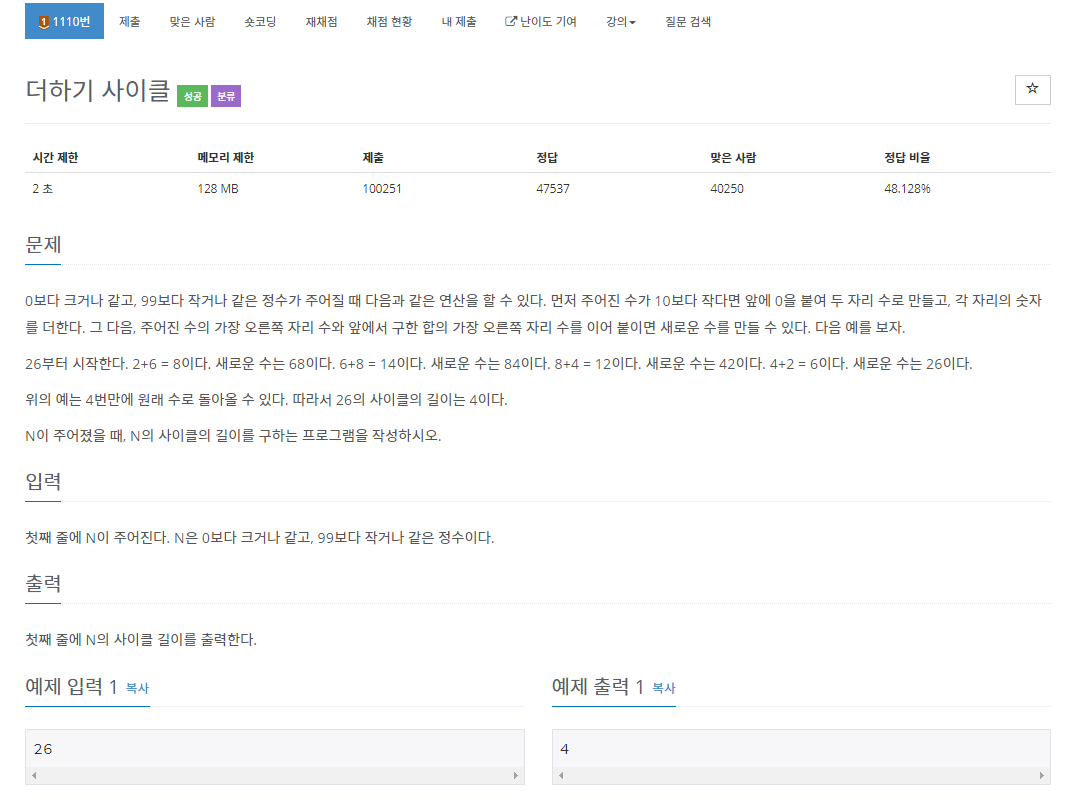 1110번 제출 맞은 사람 숏코딩 재채점 채점 현황 내 제출 난이도 기여 강의 질문 검색
더하기 사이클 성공 분류
시간 제한 메모리 제한 제출 정답 맞은 사람 정답 비율
2 초 128 MB 100251 47537 40250 48.128%
문제
0보다 크거나 같고, 99보다 작거나 같은 정수가 주어질 때 다음과 같은 연산을 할 수 있다. 먼저 주어진 수가 10보다 작다면 앞에 0을 붙여 두 자리 수로 만들고, 각 자리의 숫자
를 더한다. 그 다음, 주어진 수의 가장 오른쪽 자리 수와 앞에서 구한 합의 가장 오른쪽 자리 수를 이어 붙이면 새로운 수를 만들 수 있다. 다음 예를 보자.
26부터 시작한다. 2+6 = 8이다. 새로운 수는 68이다. 6+8 = 14이다. 새로운 수는 84이다. 8+4 = 12이다. 새로운 수는 42이다. 4+2 = 6이다. 새로운 수는 26이다.
위의 예는 4번만에 원래 수로 돌아올 수 있다. 따라서 26의 사이클의 길이는 4이다.
N이 주어졌을 때, N의 사이클의 길이를 구하는 프로그램을 작성하시오.
입력
첫째 줄에 N이 주어진다. N은 0보다 크거나 같고, 99보다 작거나 같은 정수이다.
출력
첫째 줄에 N의 사이클 길이를 출력한다.
예제 입력 1 복사
26
예제 출력 1 복사
4